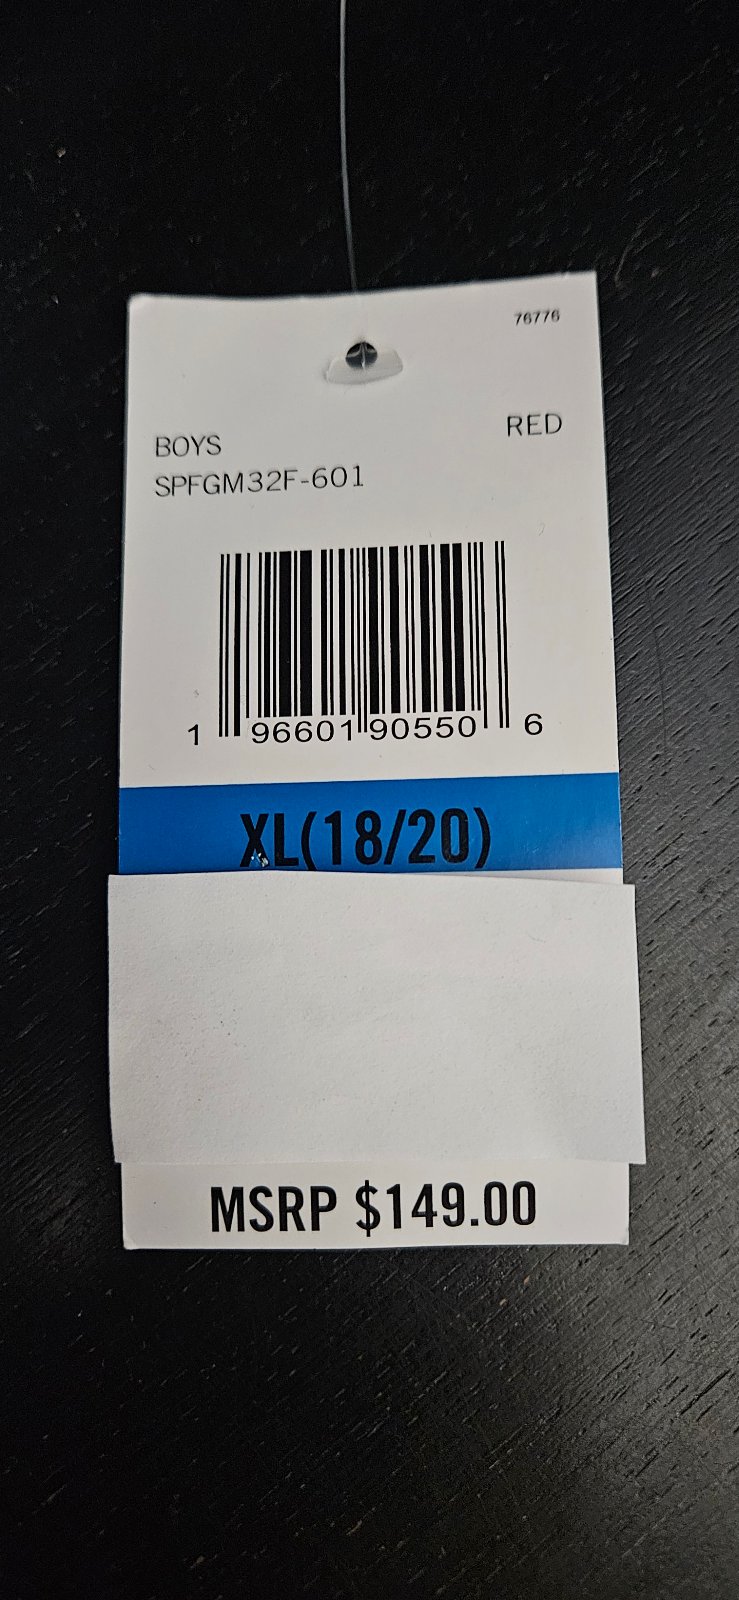 76776
BOYS RED
SPFGM32F-601
1 96601 90550 6
XL(18/20)
MSRP $149.00